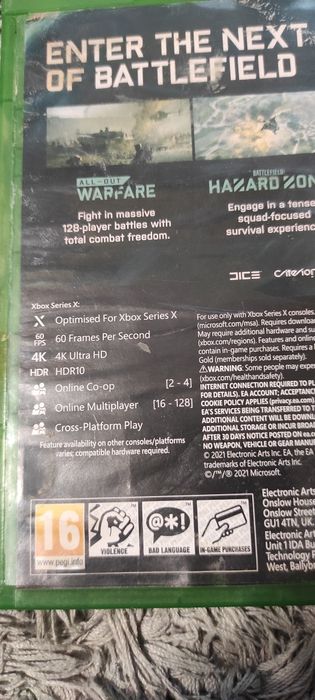 ENTER THE NEXT
OF BATTLEFIELD
ALL-OUT
WARFARE
Fight in massive
128-player battles with
total combat freedom.
BATTLEFIELD
HAZARD ZON
Engage in a tense
squad-focused
survival experienc
DICE Criterion
Xbox Series X:
X Optimised For Xbox Series X
60 FPS 60 Frames Per Second
4K 4K Ultra HD
HDR HDR10
Online Co-op [2 - 4]
Online Multiplayer [16 - 128]
Cross-Platform Play
Feature availability on other consoles/platforms
varies; compatible hardware required.
For use only with Xbox Series X consoles
(microsoft.com/msa). Requires downloa
May require additional hardware and su
(xbox.com/regions). Features and onlin
contain in-game purchases. Requires a
Gold (memberships sold separately).
⚠WARNING: Some people may exper
(xbox.com/healthandsafety).
INTERNET CONNECTION REQUIRED TO PL
FOR DETAILS). EA ACCOUNT; ACCEPTANC
COOKIE POLICY APPLIES (privacy.ea.com).
EA'S SERVICES BEING TRANSFERRED TO T
ADDITIONAL CONTENT WILL BE DOWNL
ADDITIONAL STORAGE OR INCUR BROA
AFTER 30 DAYS NOTICE POSTED ON
NO WEAPON, VEHICLE OR GEAR MANUF
© 2021 Electronic Arts Inc. EA, the EA
trademarks of Electronic Arts Inc.
©/™/® 2021 Microsoft.
16
www.pegi.info
VIOLENCE
@*!
BAD LANGUAGE
IN-GAME PURCHASES
Electronic Arts
Onslow House
Onslow Street
GU1 4TN, UK.
Electronic Art
Unit 1 IDA Bu
Technology P
West, Ballyb